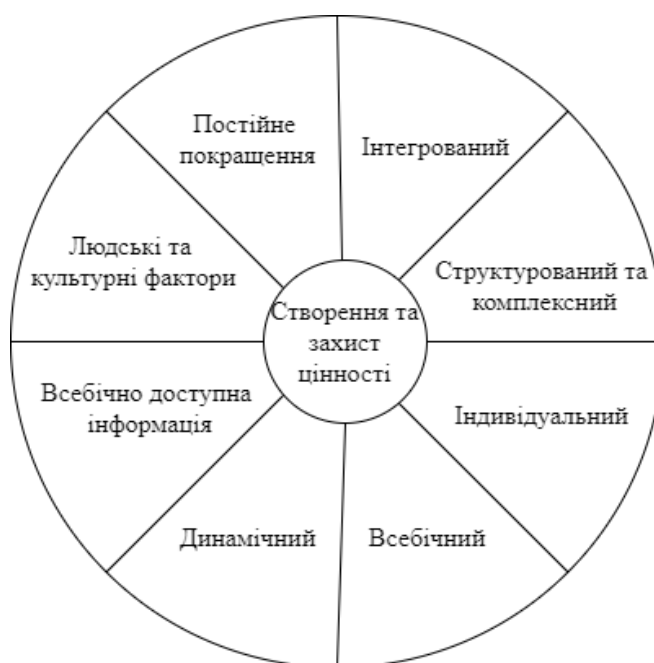 Постійне
покращення
Інтегрований
Людські та
культурні фактори
Структурований та
комплексний
Створення та
захист
цінності
Всебічно доступна
інформація
Індивідуальний
Динамічний
Всебічний